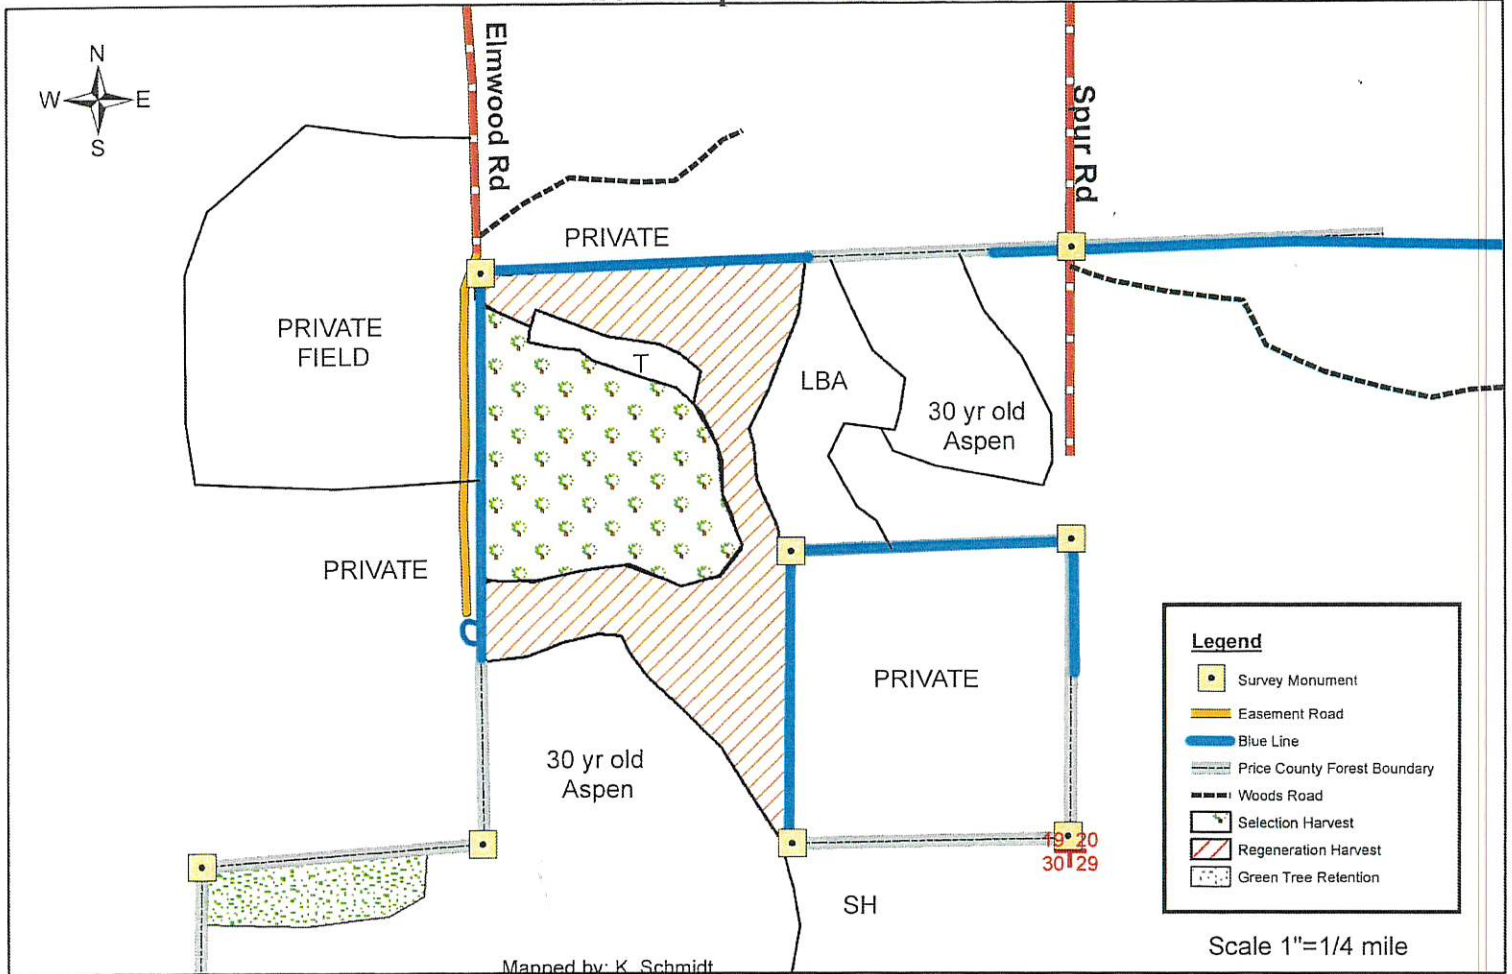 N
W E
S
Elmwood Rd
Spur Rd
PRIVATE
PRIVATE
FIELD
T
LBA
30 yr old
Aspen
PRIVATE
PRIVATE
30 yr old
Aspen
19 20
30 29
SH
Legend
Survey Monument
Easement Road
Blue Line
Price County Forest Boundary
Woods Road
Selection Harvest
Regeneration Harvest
Green Tree Retention
Scale 1"=1/4 mile
Mapped by: K. Schmidt